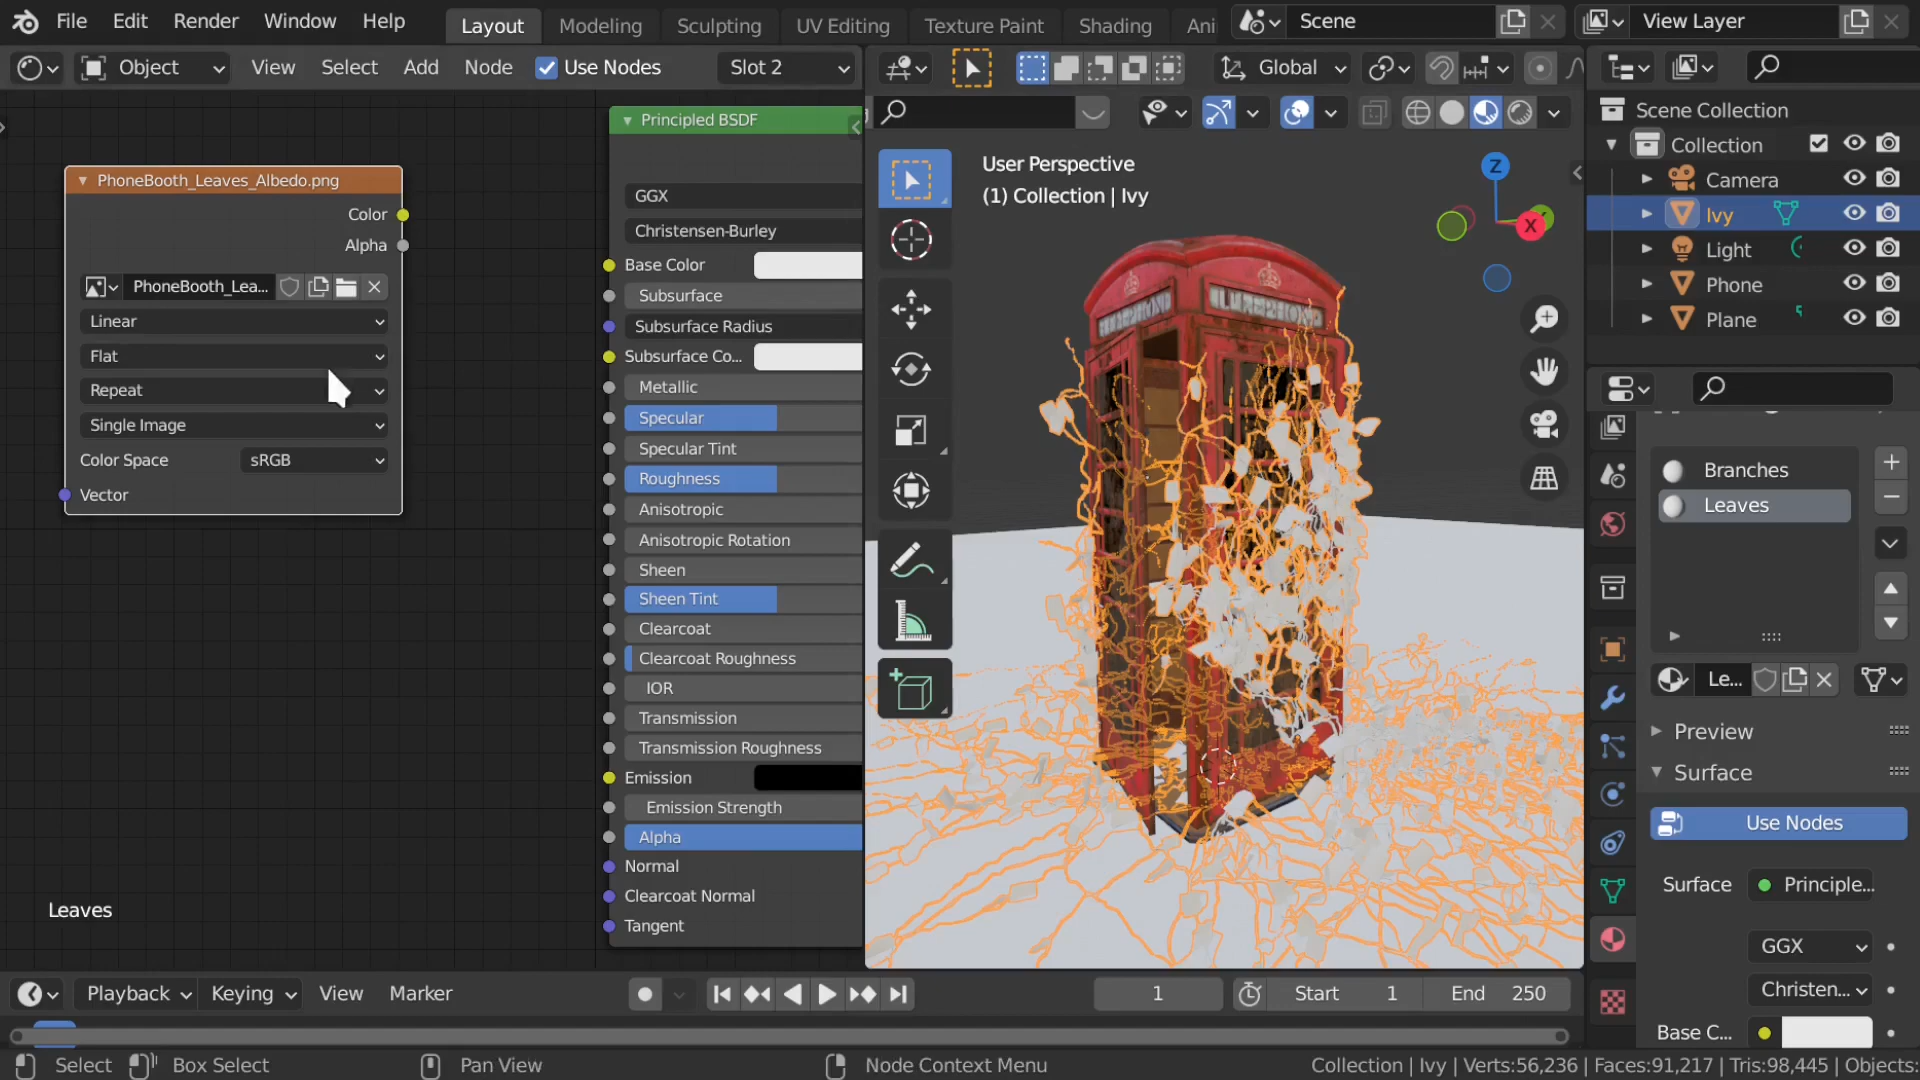 File Edit Render Window Help Layout Modeling Sculpting UV Editing Texture Paint Shading Ani Scene View Layer
Object View Select Add Node Use Nodes Slot 2 Global
Principled BSDF
GGX
Christensen-Burley
Base Color
Subsurface
Subsurface Radius
Subsurface Co...
Metallic
Specular
Specular Tint
Roughness
Anisotropic
Anisotropic Rotation
Sheen
Sheen Tint
Clearcoat
Clearcoat Roughness
IOR
Transmission
Transmission Roughness
Emission
Emission Strength
Alpha
Normal
Clearcoat Normal
Tangent
PhoneBooth_Leaves_Albedo.png
Color
Alpha
PhoneBooth_Lea...
Linear
Flat
Repeat
Single Image
Color Space sRGB
Vector
Leaves
User Perspective
(1) Collection | Ivy
Z
X
Scene Collection
Collection
Camera
Ivy
Light
Phone
Plane
Branches
Leaves
Le...
Preview
Surface
Use Nodes
Surface Principle...
GGX
Christen...
Base C...
Playback Keying View Marker 1 Start 1 End 250
Select Box Select Pan View Node Context Menu Collection | Ivy | Verts:56,236 | Faces:91,217 | Tris:98,445 | Objects: